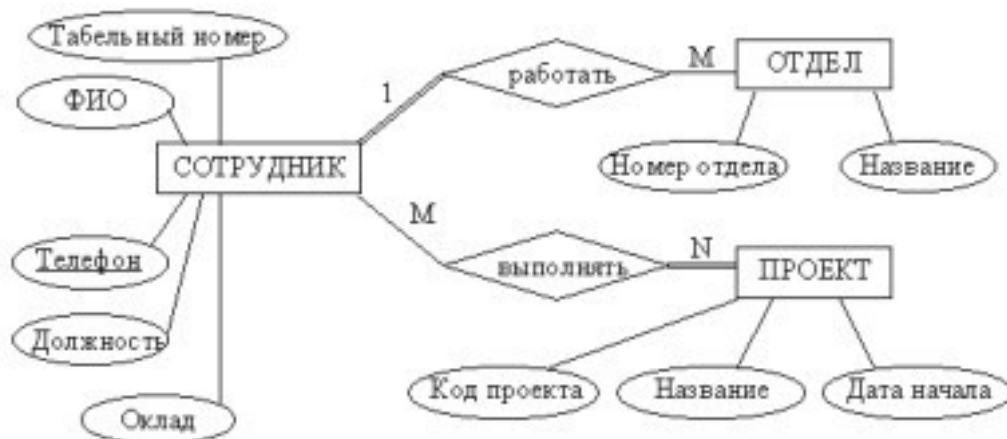 Табельный номер
ФИО
СОТРУДНИК
Телефон
Должность
Оклад
1
работать
M
ОТДЕЛ
Номер отдела
Название
M
выполнять
N
ПРОЕКТ
Код проекта
Название
Дата начала